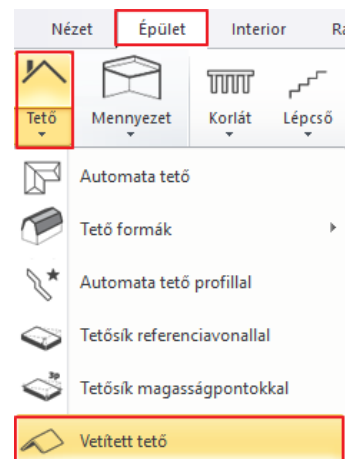 Nézet Épület Interior
Tető Mennyezet Korlát Lépcső
Automata tető
Tető formák
Automata tető profillal
Tetősík referenciavonallal
3P
Tetősík magasságpontokkal
Vetített tető